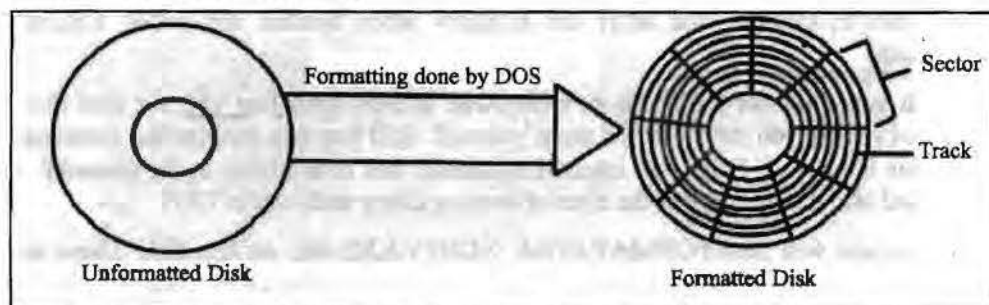 Formatting done by DOS
Sector
Track
Unformatted Disk
Formatted Disk